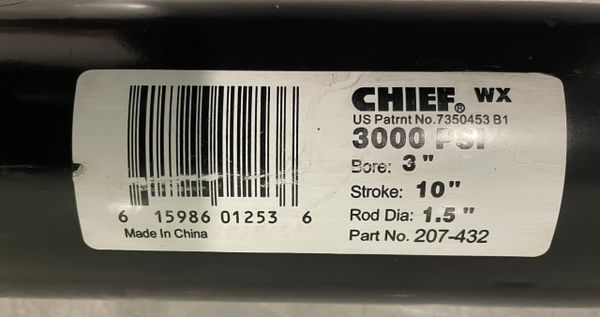 CHIEF® WX
US Patrnt No.7350453 B1
3000 PSI
Bore: 3"
Stroke: 10"
Rod Dia: 1.5"
Part No. 207-432
6 15986 01253 6
Made In China